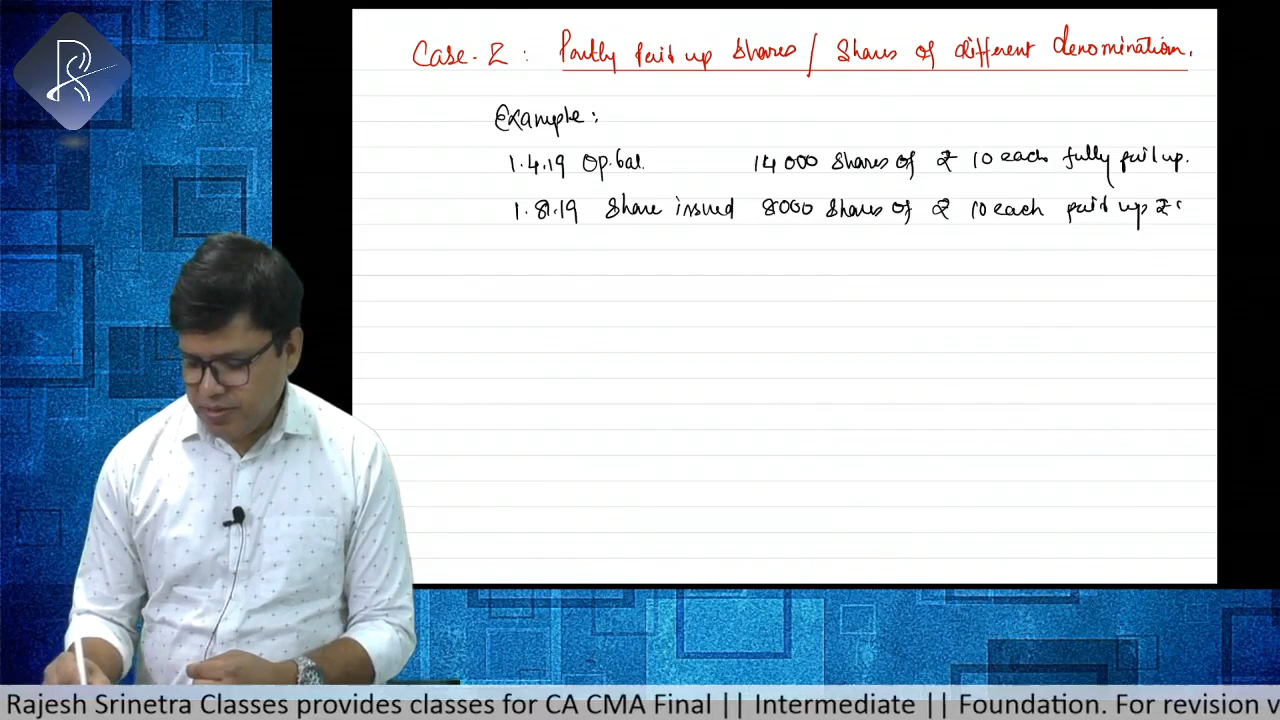 Case-2 : Partly paid up shares / Shares of different denomination.
Example:
1.4.19 Op.bal. 14000 shares of ₹ 10 each fully paid up.
1.8.19 Share issued 8000 shares of ₹ 10 each paid up ₹
Rajesh Srinetra Classes provides classes for CA CMA Final || Intermediate || Foundation. For revision v